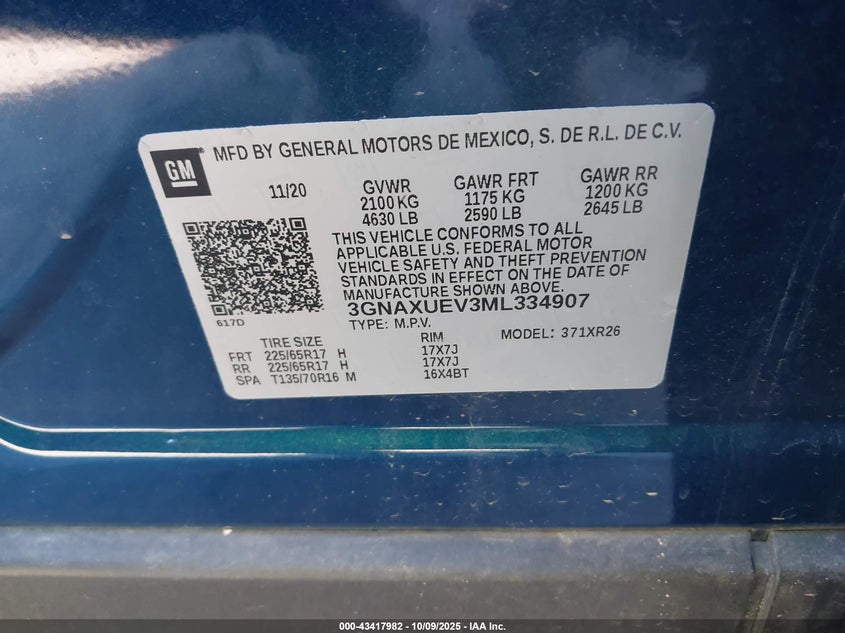 GM
MFD BY GENERAL MOTORS DE MEXICO, S. DE R.L. DE C.V.
11/20 GVWR GAWR FRT GAWR RR
2100 KG 1175 KG 1200 KG
4630 LB 2590 LB 2645 LB
THIS VEHICLE CONFORMS TO ALL
APPLICABLE U.S. FEDERAL MOTOR
VEHICLE SAFETY AND THEFT PREVENTION
STANDARDS IN EFFECT ON THE DATE OF
MANUFACTURE SHOWN ABOVE.
3GNAXUEV3ML334907
617D
TYPE: M.P.V. MODEL: 371XR26
TIRE SIZE RIM
FRT 225/65R17 H 17X7J
RR 225/65R17 H 17X7J
SPA T135/70R16 M 16X4BT
000-43417982 | 10/09/2025 - IAA Inc.